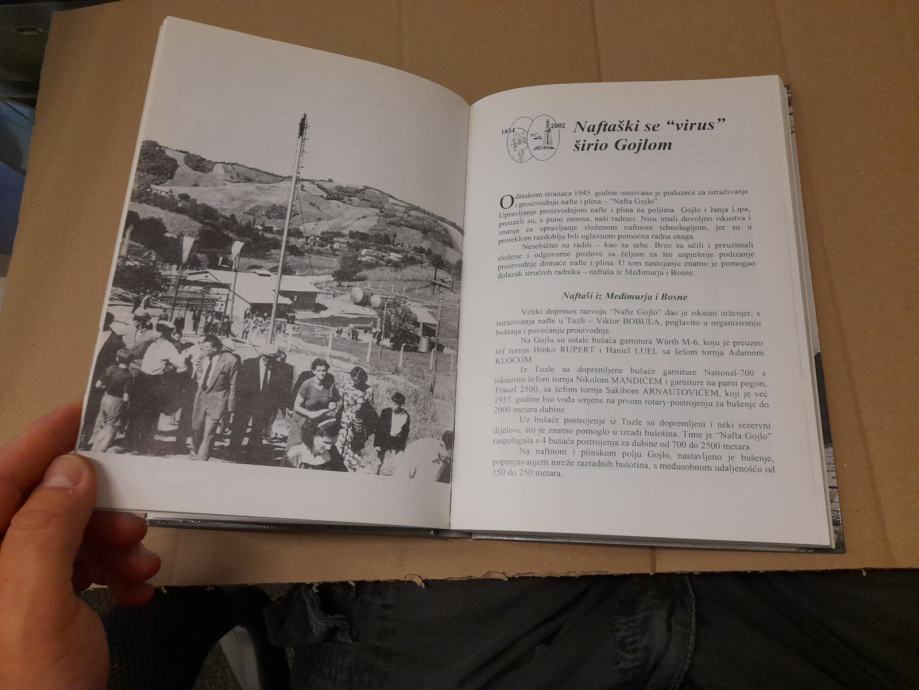 1854 2002
Naftaški se “virus”
širio Gojlom
Odlaskom stranaca 1945. godine osnovano je poduzeće za istraživanje
i proizvodnju nafte i plina – “Nafta Gojlo”.
Upravljanje proizvodnjom nafte i plina na poljima Gojlo i Janja Lipa,
preuzeli su, s puno zanosa, naši radnici. Nisu imali dovoljno iskustva i
znanja za upravljanje složenom naftnom tehnologijom, jer su u
proteklom razdoblju bili uglavnom pomoćna radna snaga.
Nesebično su radili – kao za sebe. Brzo su učili i preuzimali
složene i odgovorne poslove sa željom za što uspješnije podizanje
proizvodnje domaće nafte i plina. U tom nastojanju znatno je pomogao
dolazak stručnih radnika – naftaša iz Međimurja i Bosne.
Naftaši iz Međimurja i Bosne
Veliki doprinos razvoju “Nafte Gojlo” dao je iskusni inženjer, s
istraživanja nafte u Tuzli – Viktor BOBULA, poglavito u organiziranju
bušenja i povećanju proizvodnje.
Na Gojlu su ostale bušaća garnitura Würth M-6, koju je preuzeo
šef tornja Hinko RUPERT i Haniel LUEL sa šefom tornja Adamom
KLOCOM.
Iz Tuzle su dopremljene bušaće garniture National-700 s
iskusnim šefom tornja Nikolom MANDIĆEM i garniture na parni pogon,
Trauzl 2500, sa šefom tornja Sakibom ARNAUTOVIĆEM, koji je već
1937. godine bio vođa smjene na prvom rotary-postrojenju za bušenje do
2000 metara dubine.
Uz bušaće postrojenje iz Tuzle su dopremljeni i neki rezervni
dijelovi, što je znatno pomoglo u izradi bušotina. Time je “Nafta Gojlo”
raspolagala s 4 bušaća postrojenja za dubine od 700 do 2500 metara.
Na naftnom i plinskom polju Gojlo, nastavljeno je bušenje,
popunjavanjem mreže razradnih bušotina, s međusobnom udaljenošću od
150 do 250 metara.